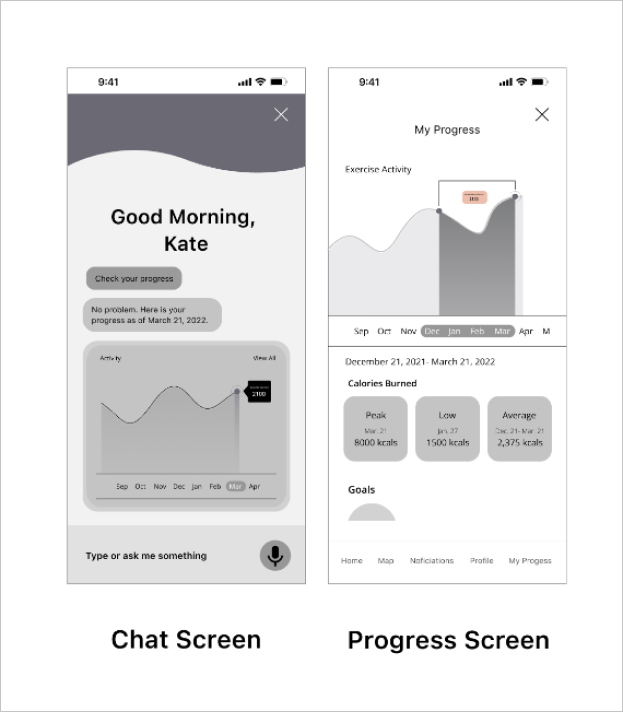 9:41
Good Morning,
Kate
Check your progress
No problem. Here is your
progress as of March 21, 2022.
Activity
View All
2100
Sep Oct Nov Dec Jan Feb Mar Apr
Type or ask me something
Chat Screen
9:41
My Progress
Exercise Activity
Sep Oct Nov Dec Jan Feb Mar Apr M
December 21, 2021- March 21, 2022
Calories Burned
Peak
Mar. 21
8000 kcals
Low
Jan. 27
1500 kcals
Average
Dec. 21- Mar. 21
2,375 kcals
Goals
Home Map Noficiations Profile My Progess
Progress Screen